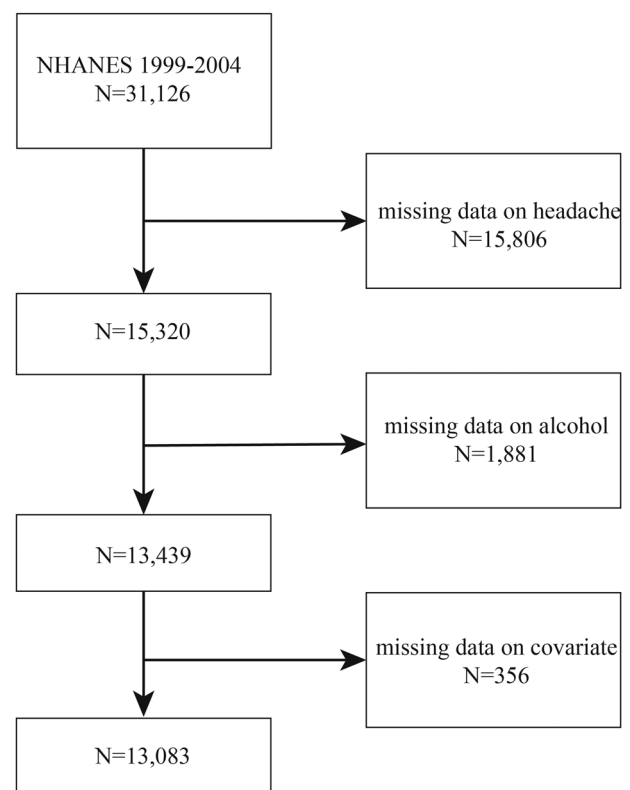 NHANES 1999-2004
N=31,126
missing data on headache
N=15,806
N=15,320
missing data on alcohol
N=1,881
N=13,439
missing data on covariate
N=356
N=13,083